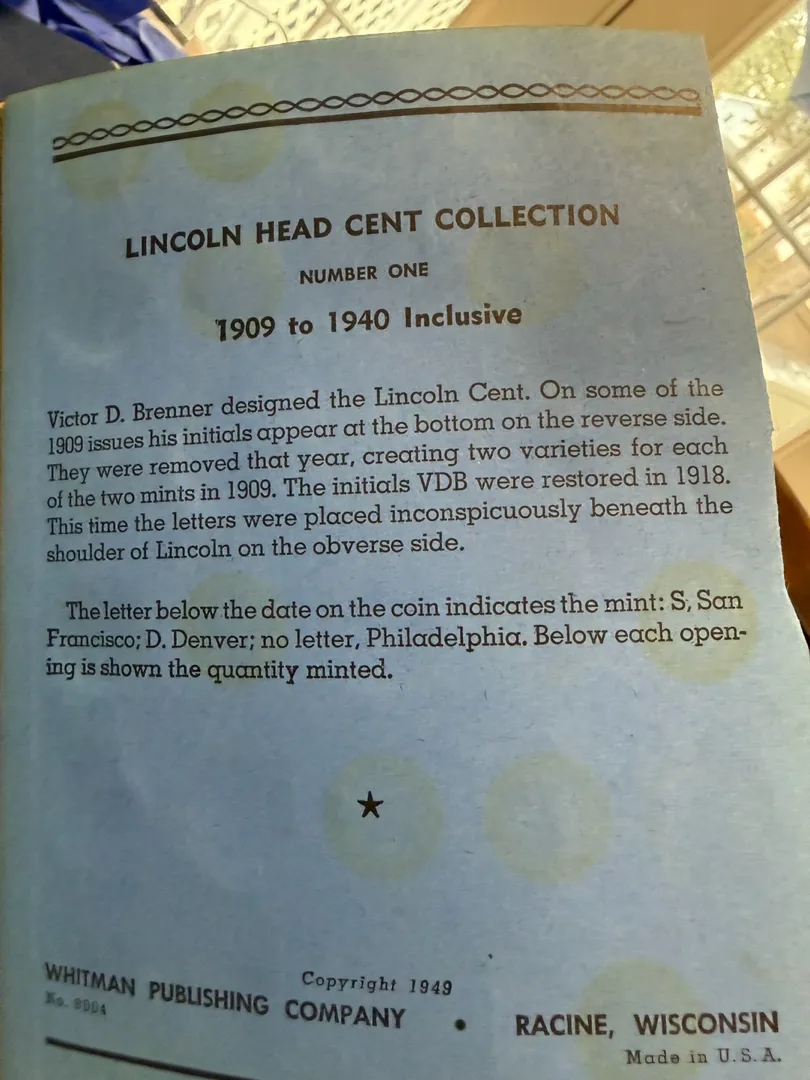 LINCOLN HEAD CENT COLLECTION
NUMBER ONE
1909 to 1940 Inclusive
Victor D. Brenner designed the Lincoln Cent. On some of the
1909 issues his initials appear at the bottom on the reverse side.
They were removed that year, creating two varieties for each
of the two mints in 1909. The initials VDB were restored in 1918.
This time the letters were placed inconspicuously beneath the
shoulder of Lincoln on the obverse side.
The letter below the date on the coin indicates the mint: S, San
Francisco; D. Denver; no letter, Philadelphia. Below each open-
ing is shown the quantity minted.
★
Copyright 1949
WHITMAN PUBLISHING COMPANY • RACINE, WISCONSIN
No. 9004
Made in U.S.A.